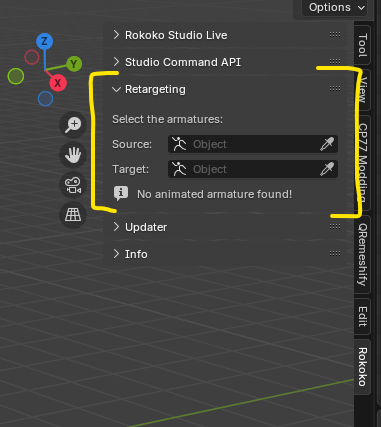 Options
Z
Y
X
Rokoko Studio Live
Studio Command API
Retargeting
Select the armatures:
Source: Object
Target: Object
No animated armature found!
Updater
Info
Tool
View
CP77 Modding
QRemeshify
Edit
Rokoko